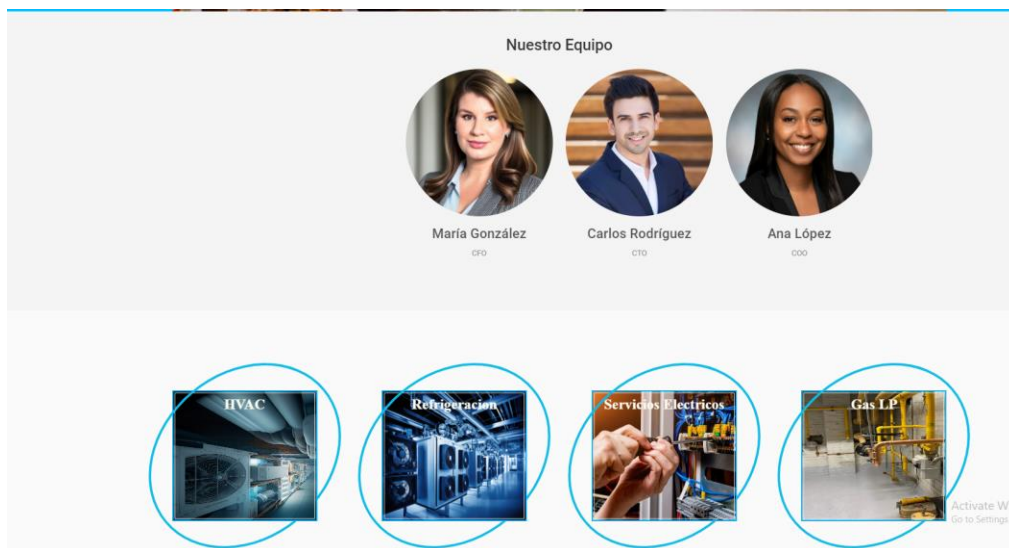 Nuestro Equipo
María González
Carlos Rodríguez
Ana López
CFO
CTO
COO
HVAC
Refrigeracion
Servicios Electricos
Gas LP
Activate W
Go to Settings